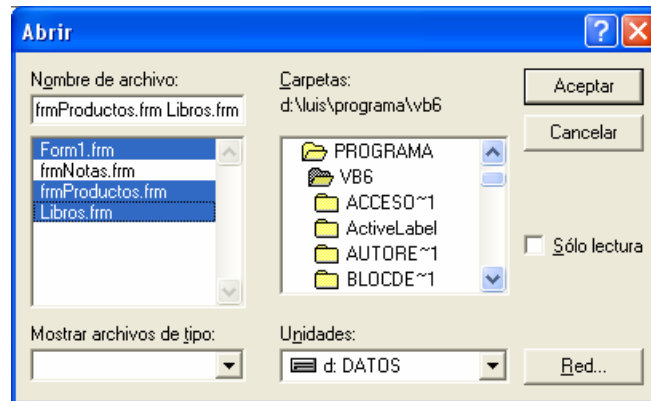 Abrir
Nombre de archivo:
frmProductos.frm Libros.frm
Form1.frm
frmNotas.frm
frmProductos.frm
Libros.frm
Mostrar archivos de tipo:
Carpetas:
d:\luis\programa\vb6
PROGRAMA
VB6
ACCESO~1
ActiveLabel
AUTORE~1
BLOCDE~1
Unidades:
d: DATOS
Aceptar
Cancelar
Sólo lectura
Red...